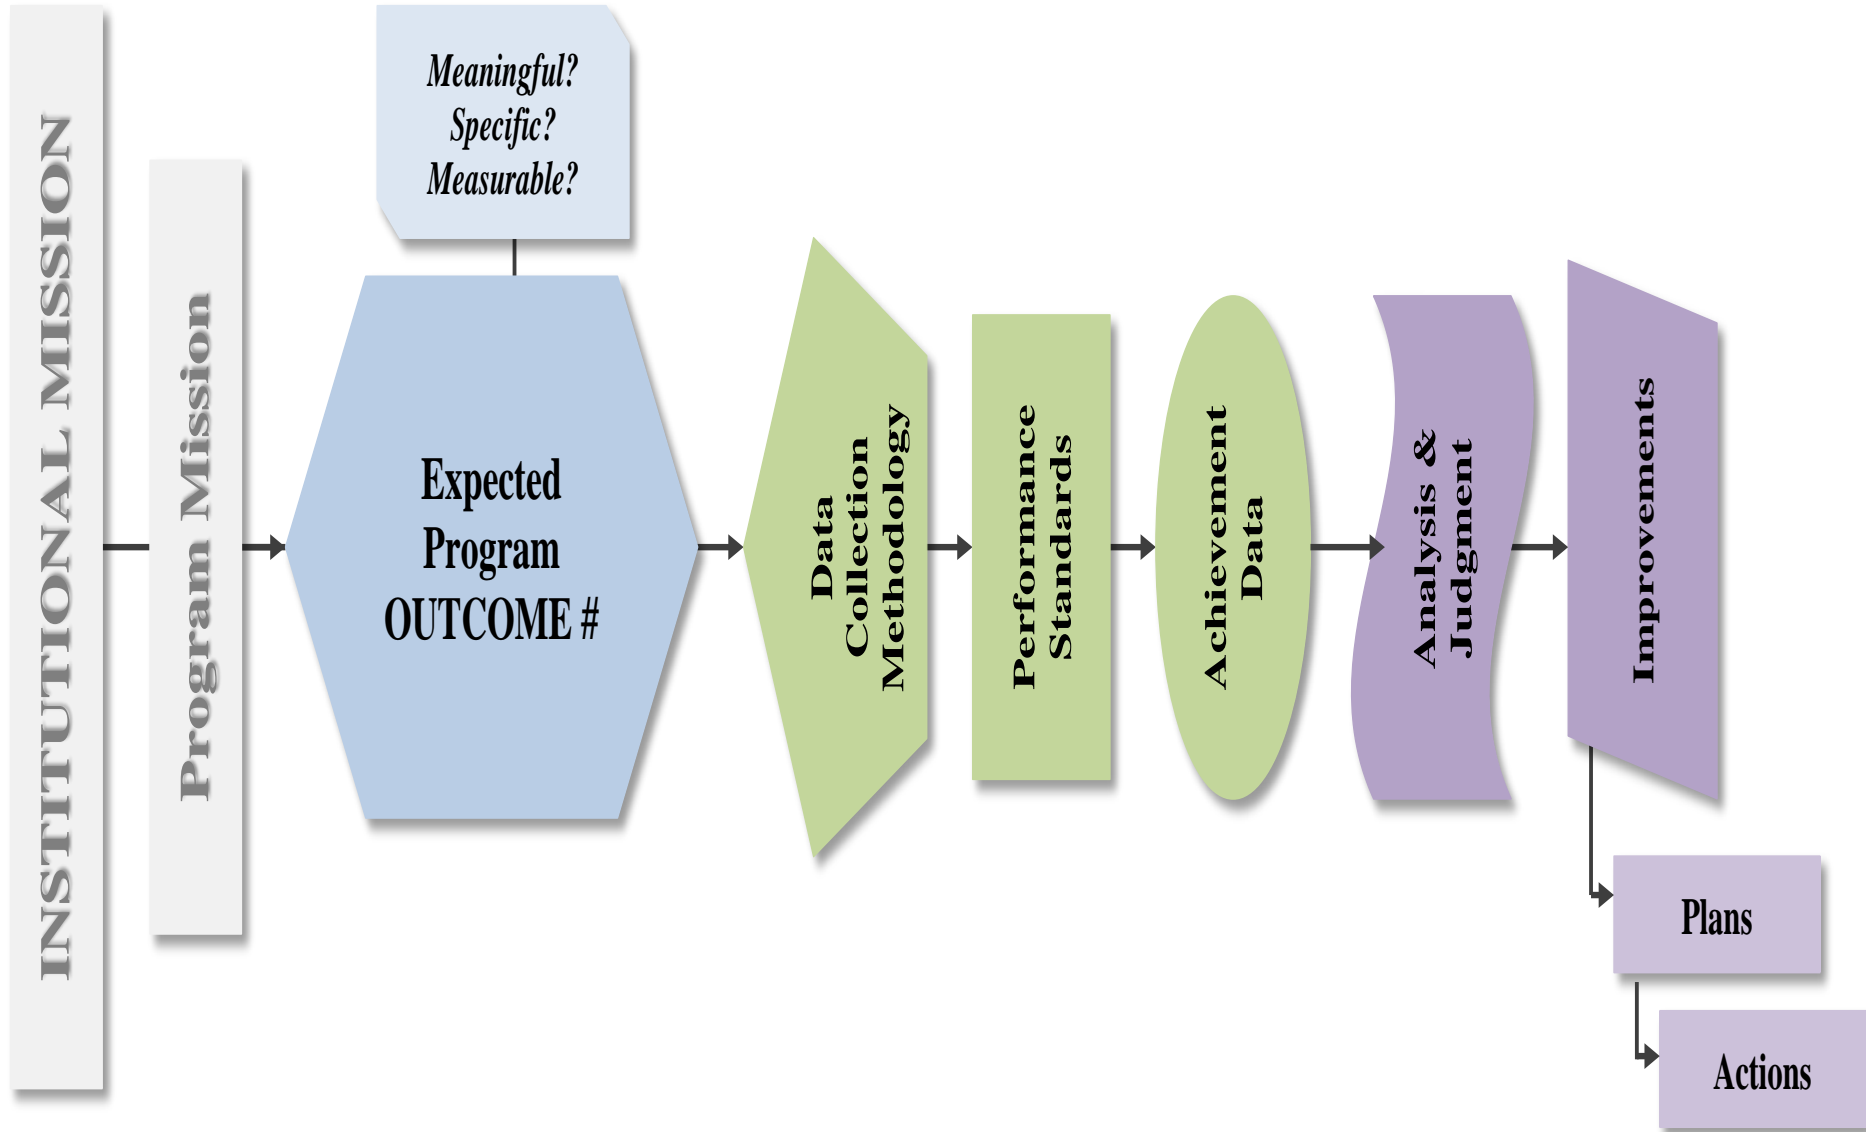 INSTITUTIONAL MISSION
Program Mission
Meaningful?
Specific?
Measurable?
Expected
Program
OUTCOME #
Data
Collection
Methodology
Performance
Standards
Achievement
Data
Analysis &
Judgment
Improvements
Plans
Actions